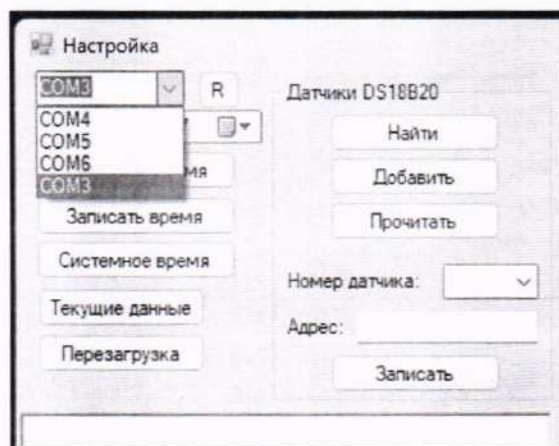 Настройка
COM3
R
COM4
COM5
COM6
COM3
мя
Записать время
Системное время
Текущие данные
Перезагрузка
Датчики DS18B20
Найти
Добавить
Прочитать
Номер датчика:
Адрес:
Записать